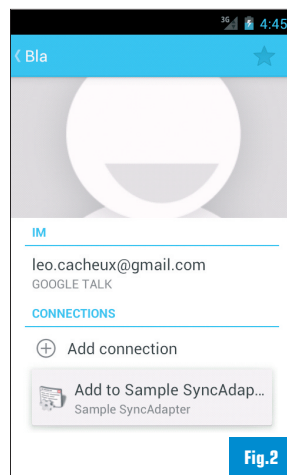 3G 4:45
Bla
IM
leo.cacheux@gmail.com
GOOGLE TALK
CONNECTIONS
Add connection
Add to Sample SyncAdap...
Sample SyncAdapter
Fig.2